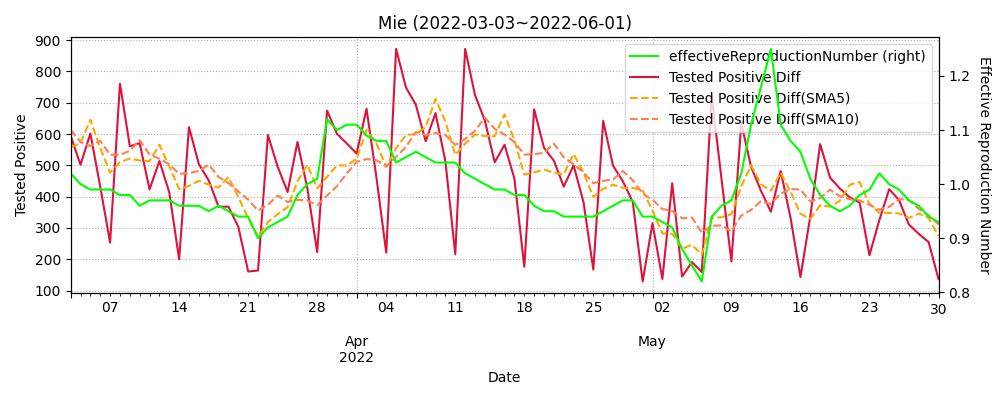 Mie (2022-03-03~2022-06-01)
900
800
700
600
500
400
300
200
100
Tested Positive
effectiveReproductionNumber (right)
Tested Positive Diff
Tested Positive Diff(SMA5)
Tested Positive Diff(SMA10)
1.2
1.1
1.0
0.9
0.8
Effective Reproduction Number
07 14 21 28 04 11 18 25 02 09 16 23 30
Apr May
2022
Date